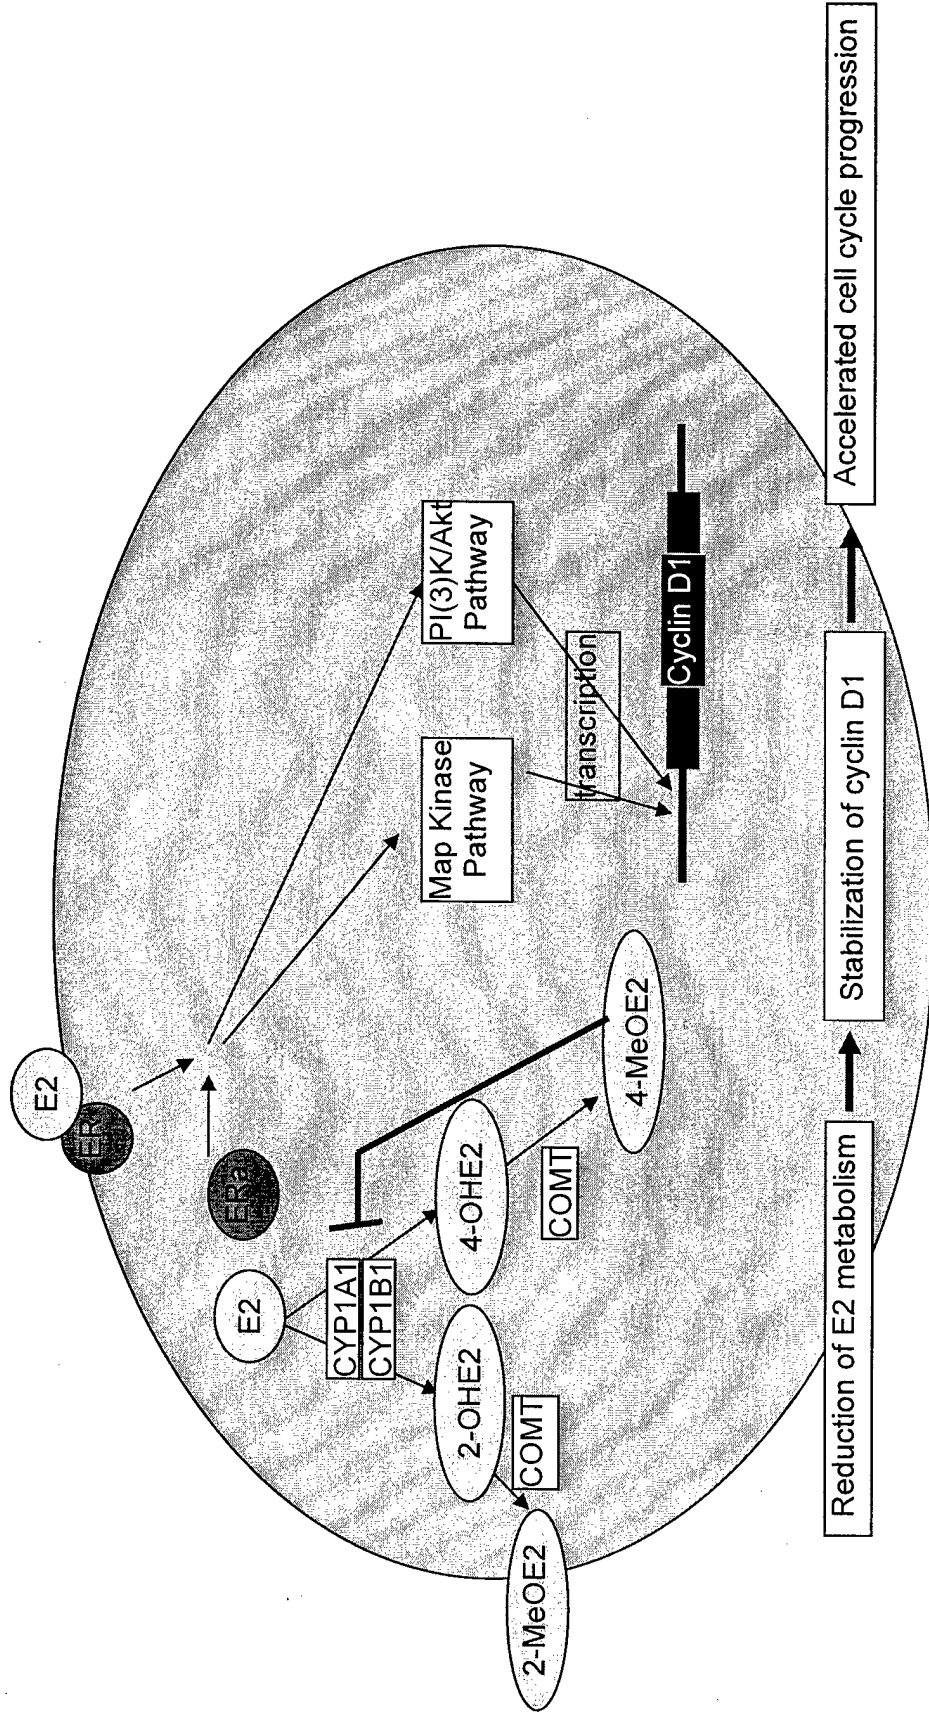 E2
ER
E2
ERa
CYP1A1
CYP1B1
2-OHE2
4-OHE2
COMT
COMT
2-MeOE2
4-MeOE2
Map Kinase
Pathway
PI(3)K/Akt
Pathway
transcription
Cyclin D1
Reduction of E2 metabolism
Stabilization of cyclin D1
Accelerated cell cycle progression